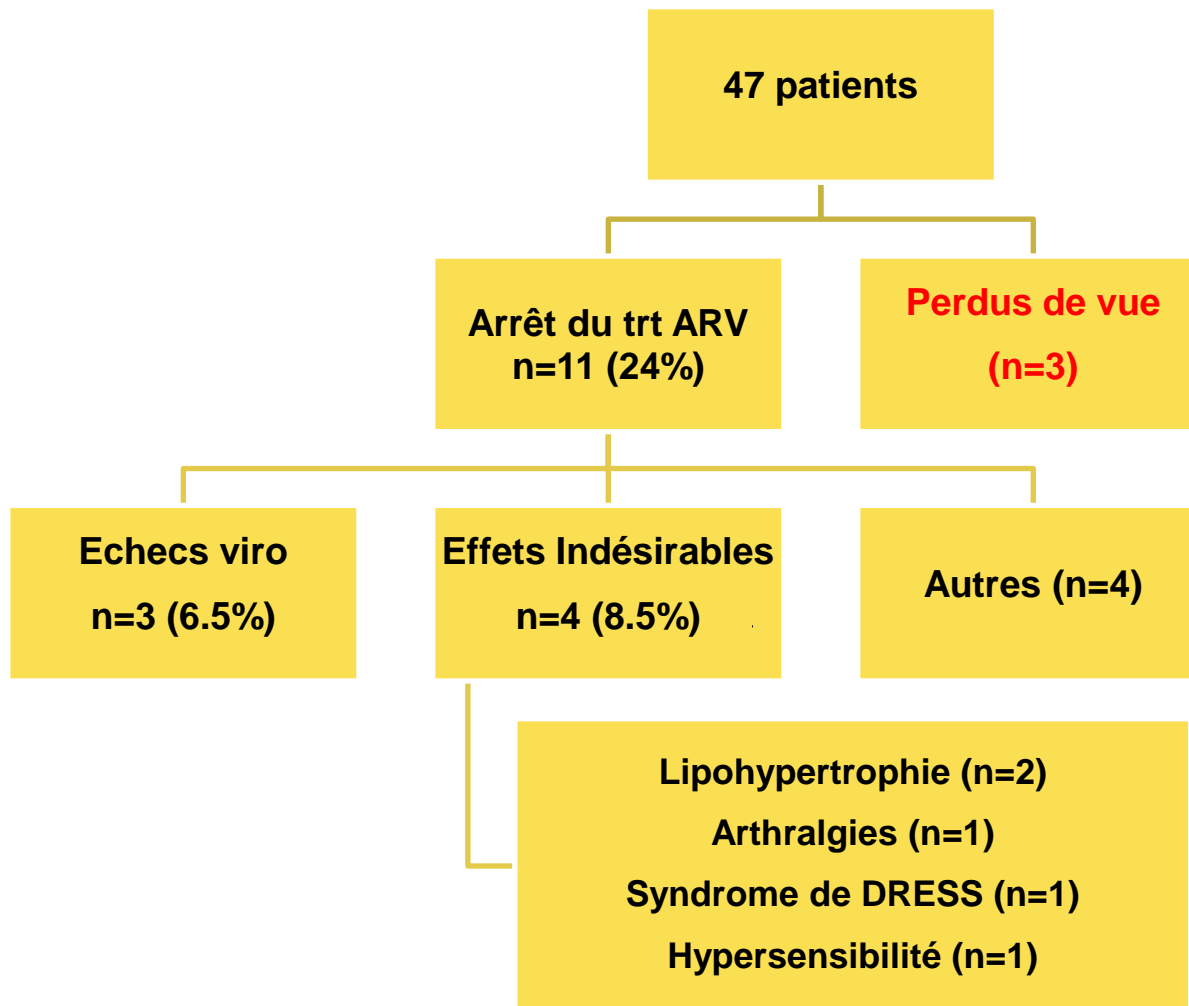 47 patients
Arrêt du trt ARV
n=11 (24%)
Perdus de vue
(n=3)
Echecs viro
n=3 (6.5%)
Effets Indésirables
n=4 (8.5%)
.
Autres (n=4)
Lipohypertrophie (n=2)
Arthralgies (n=1)
Syndrome de DRESS (n=1)
Hypersensibilité (n=1)